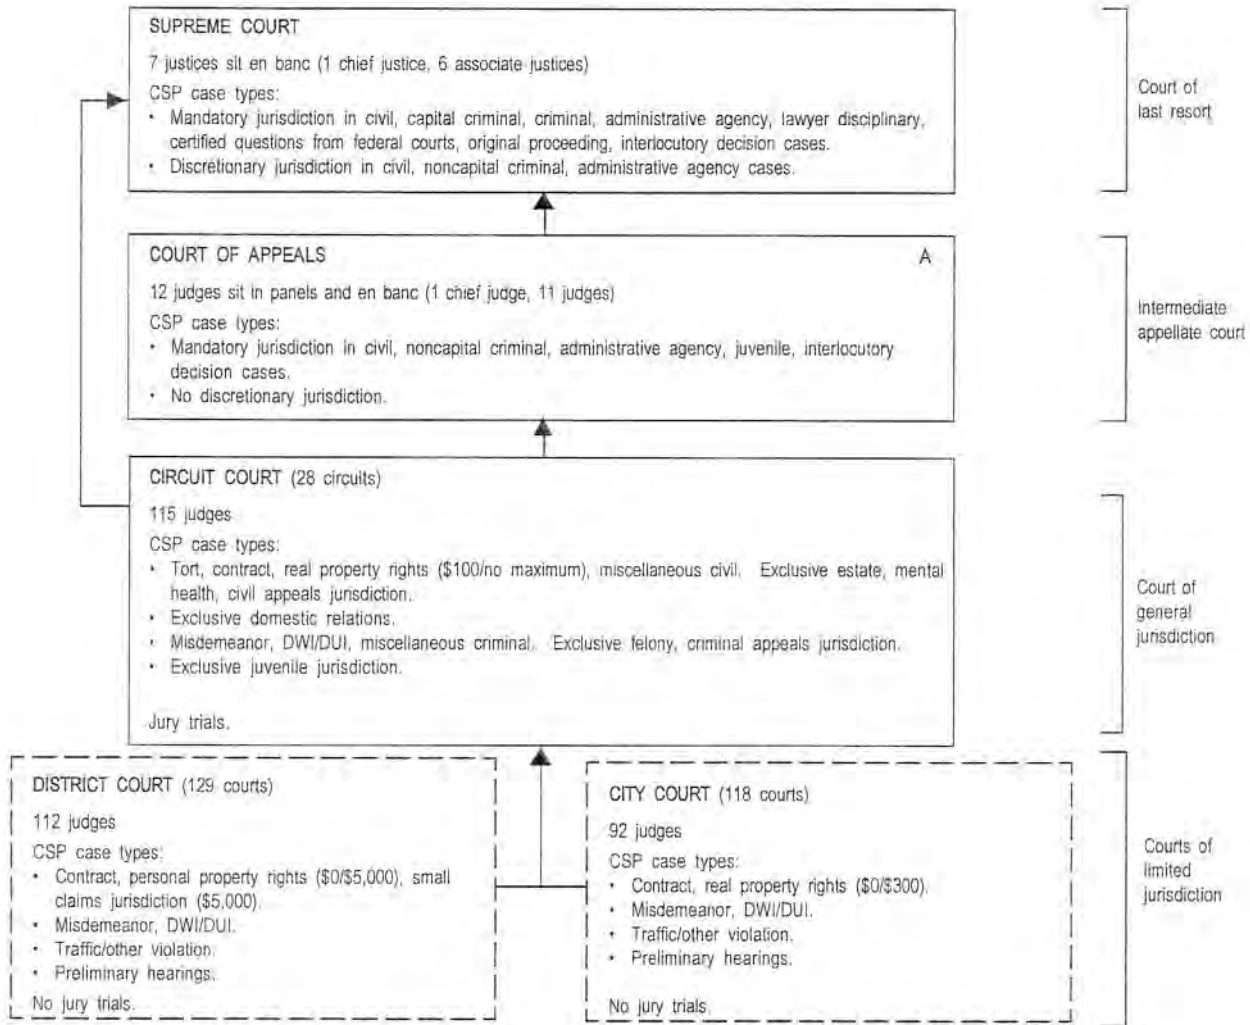 SUPREME COURT
7 justices sit en banc (1 chief justice, 6 associate justices)
CSP case types:
• Mandatory jurisdiction in civil, capital criminal, criminal, administrative agency, lawyer disciplinary,
certified questions from federal courts, original proceeding, interlocutory decision cases.
• Discretionary jurisdiction in civil, noncapital criminal, administrative agency cases.
Court of
last resort
COURT OF APPEALS
A
12 judges sit in panels and en banc (1 chief judge, 11 judges)
CSP case types:
• Mandatory jurisdiction in civil, noncapital criminal, administrative agency, juvenile, interlocutory
decision cases.
• No discretionary jurisdiction.
Intermediate
appellate court
CIRCUIT COURT (28 circuits)
115 judges
CSP case types:
• Tort, contract, real property rights ($100/no maximum), miscellaneous civil. Exclusive estate, mental
health, civil appeals jurisdiction.
• Exclusive domestic relations.
• Misdemeanor, DWI/DUI, miscellaneous criminal. Exclusive felony, criminal appeals jurisdiction.
• Exclusive juvenile jurisdiction.
Jury trials.
Court of
general
jurisdiction
DISTRICT COURT (129 courts)
112 judges
CSP case types:
• Contract, personal property rights ($0/$5,000), small
claims jurisdiction ($5,000).
• Misdemeanor, DWI/DUI.
• Traffic/other violation.
• Preliminary hearings.
No jury trials.
CITY COURT (118 courts)
92 judges
CSP case types:
• Contract, real property rights ($0/$300).
• Misdemeanor, DWI/DUI.
• Traffic/other violation.
• Preliminary hearings.
No jury trials.
Courts of
limited
jurisdiction